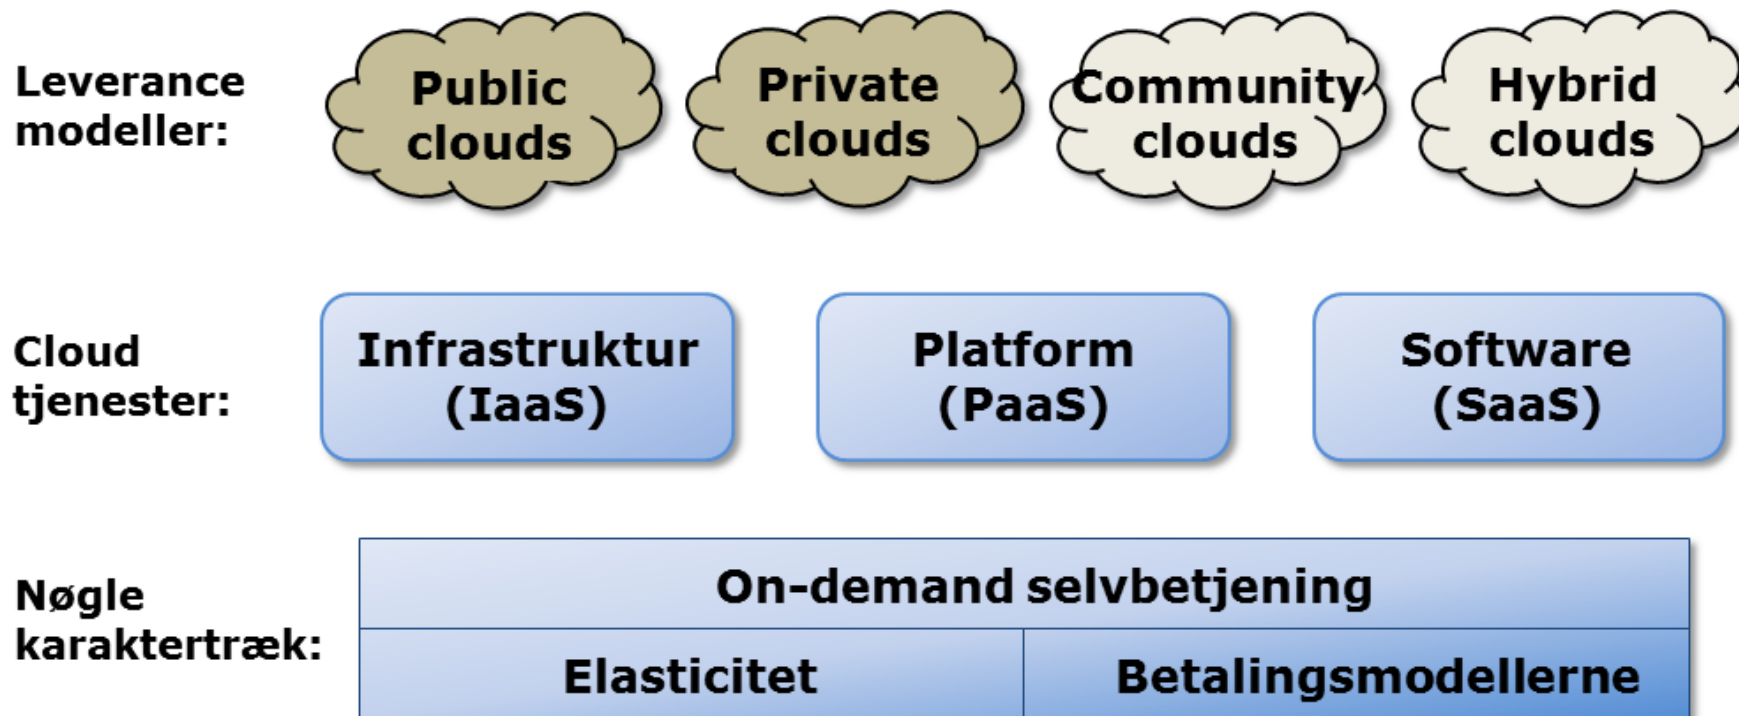 Leverance
modeller:
Public
clouds
Private
clouds
Community
clouds
Hybrid
clouds
Cloud
tjenester:
Infrastruktur
(IaaS)
Platform
(PaaS)
Software
(SaaS)
Nøgle
karaktertræk:
On-demand selvbetjening
Elasticitet
Betalingsmodellerne